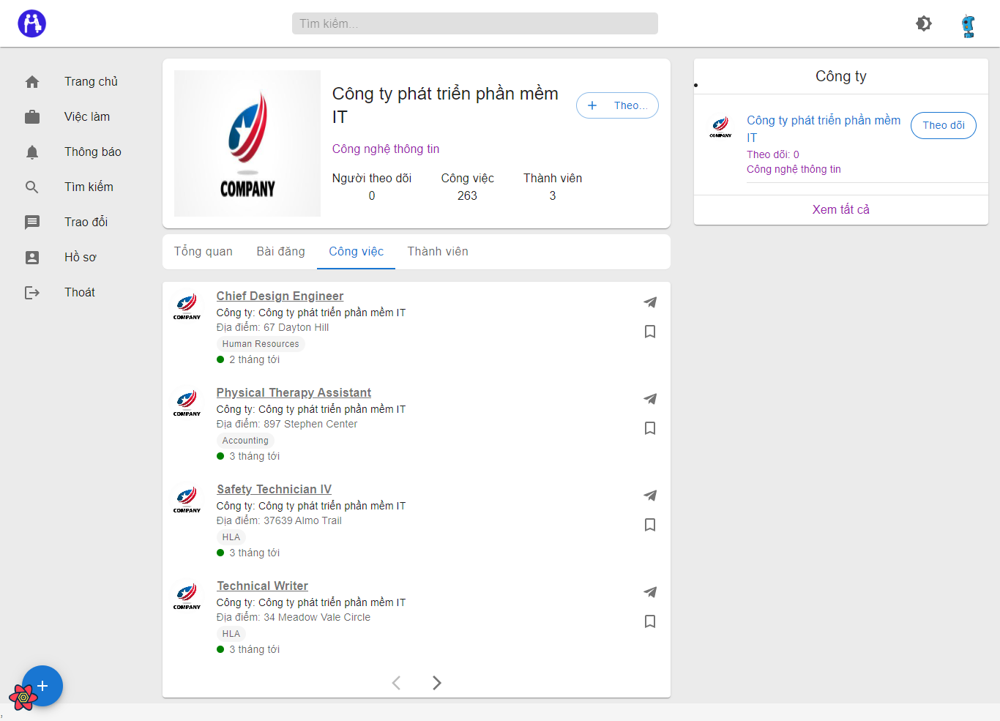 Tìm kiếm...
Trang chủ
Việc làm
Thông báo
Tìm kiếm
Trao đổi
Hồ sơ
Thoát
COMPANY
Công ty phát triển phần mềm
IT
Theo...
Công nghệ thông tin
Người theo dõi
0
Công việc
263
Thành viên
3
Tổng quan
Bài đăng
Công việc
Thành viên
COMPANY
Chief Design Engineer
Công ty: Công ty phát triển phần mềm IT
Địa điểm: 67 Dayton Hill
Human Resources
2 tháng tới
COMPANY
Physical Therapy Assistant
Công ty: Công ty phát triển phần mềm IT
Địa điểm: 897 Stephen Center
Accounting
3 tháng tới
COMPANY
Safety Technician IV
Công ty: Công ty phát triển phần mềm IT
Địa điểm: 37639 Almo Trail
HLA
3 tháng tới
COMPANY
Technical Writer
Công ty: Công ty phát triển phần mềm IT
Địa điểm: 34 Meadow Vale Circle
HLA
3 tháng tới
Công ty
COMPANY
Công ty phát triển phần mềm
IT
Theo dõi
Theo dõi: 0
Công nghệ thông tin
Xem tất cả
,